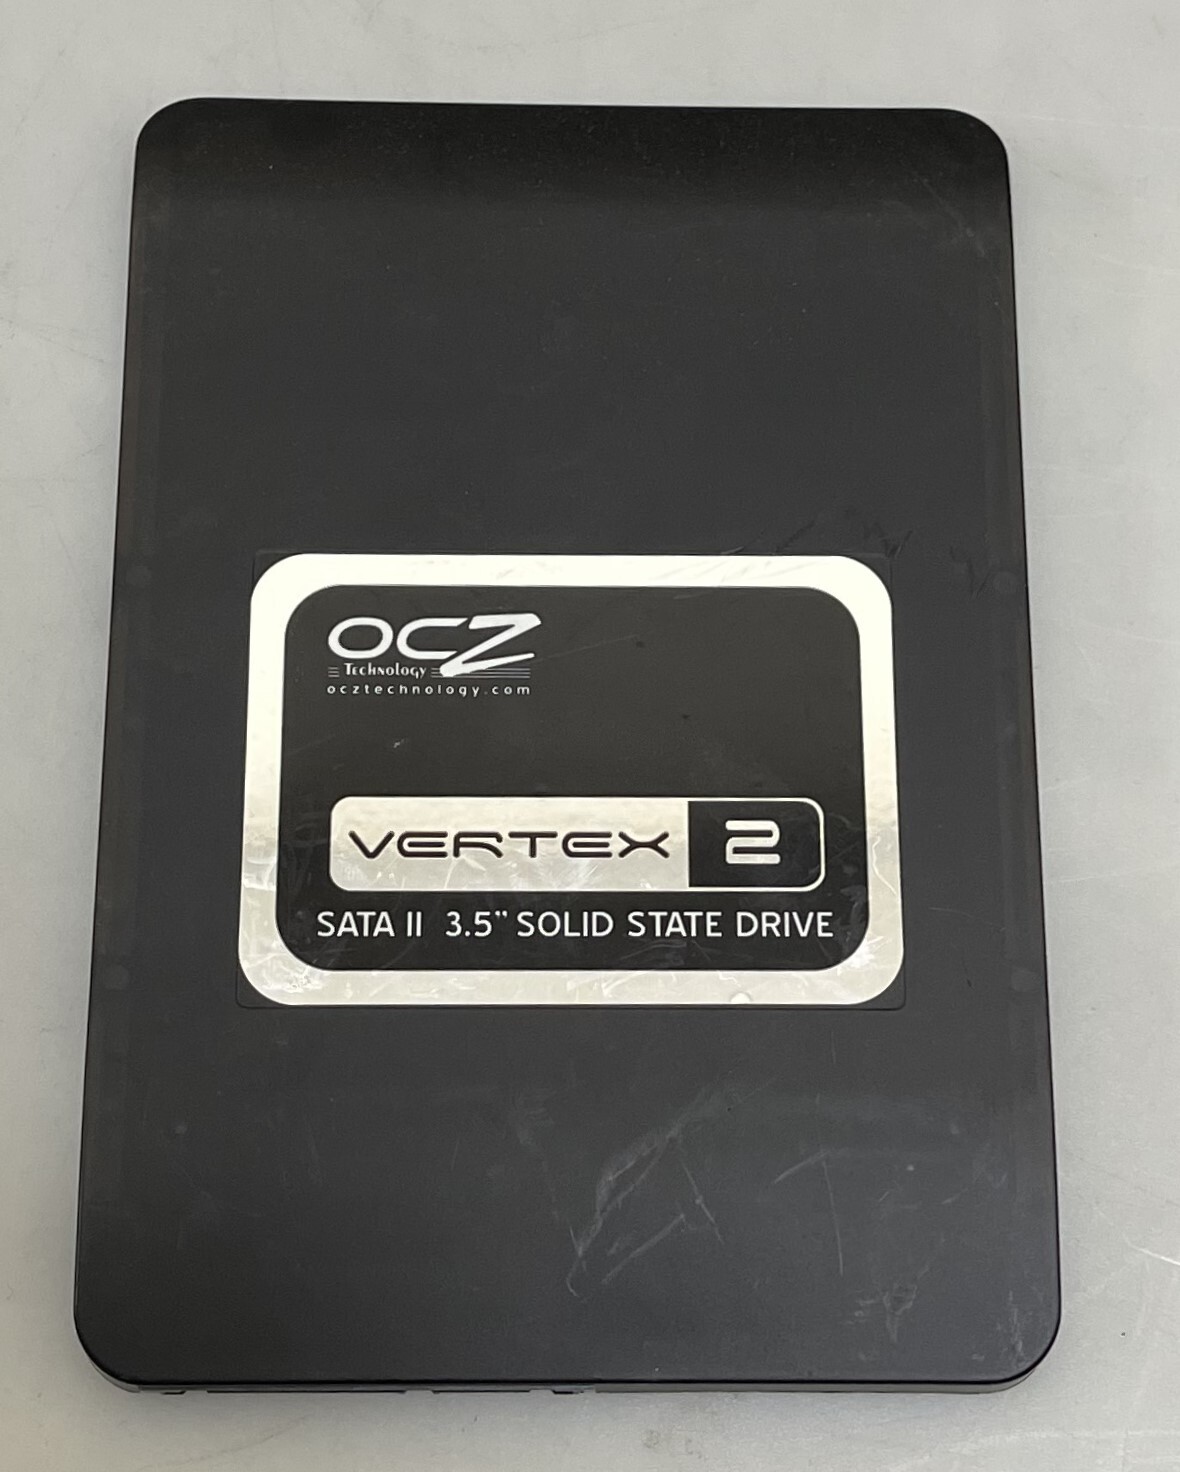 OCZ
Technology
ocztechnology.com
VERTEX 2
SATA II 3.5" SOLID STATE DRIVE